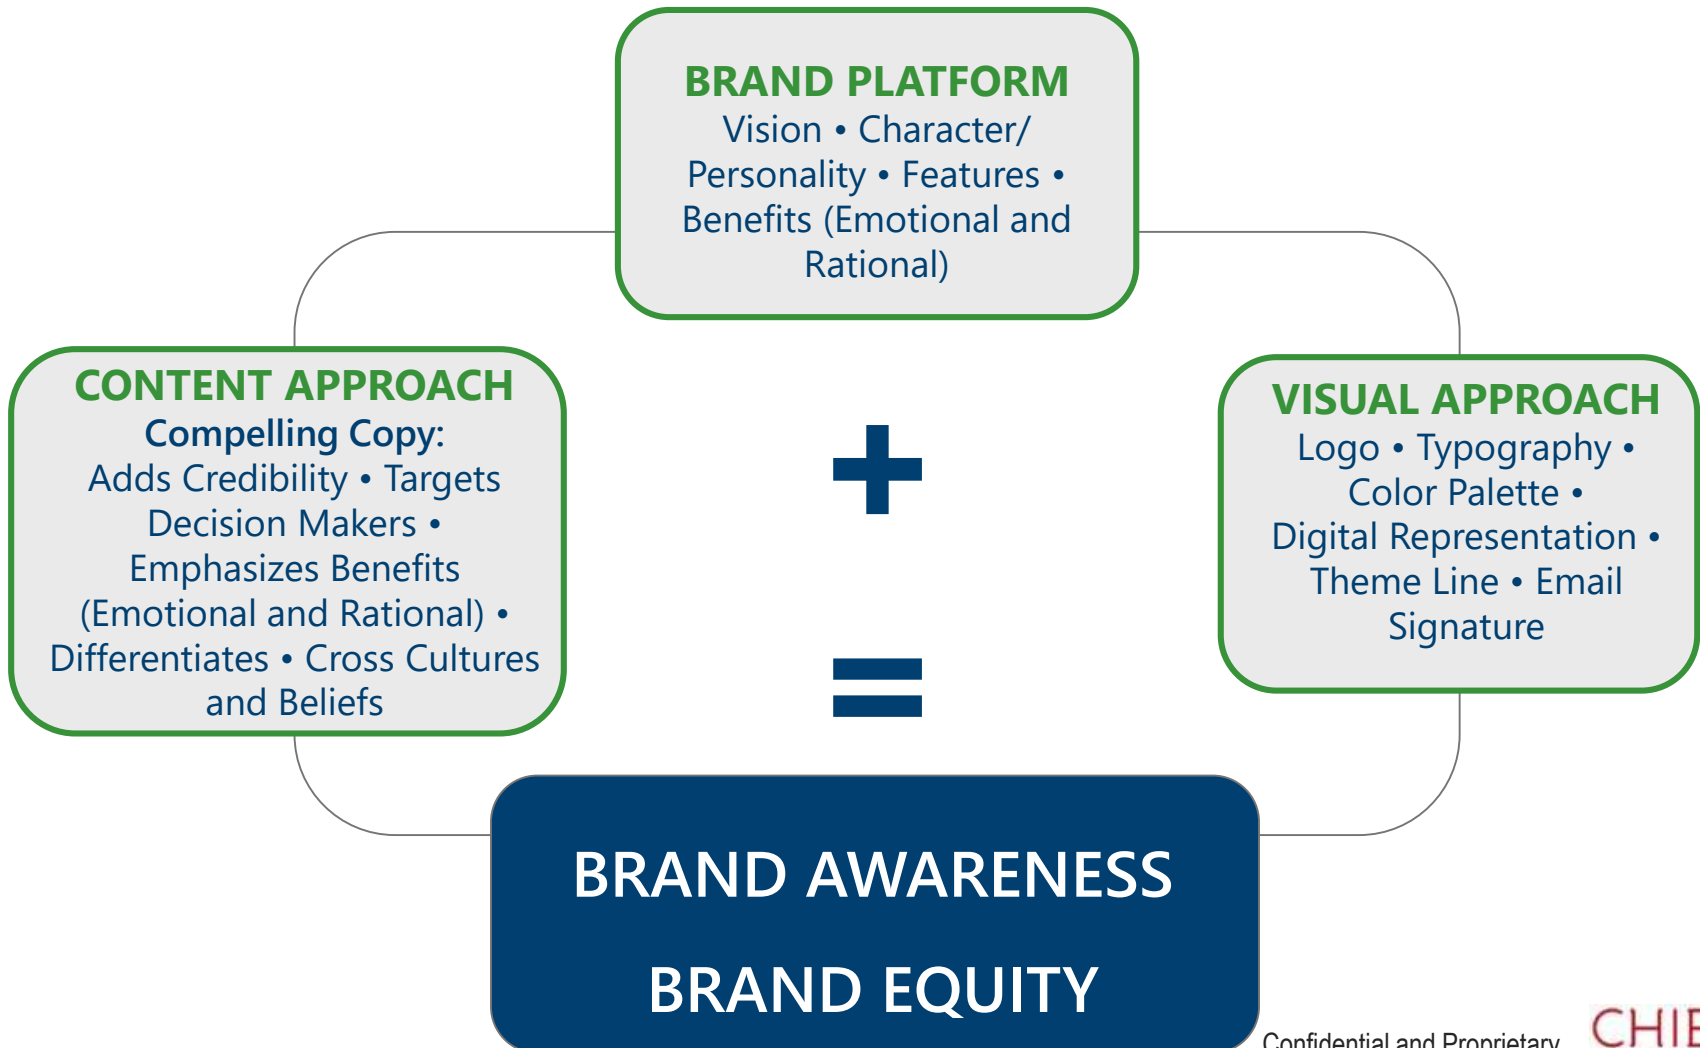 BRAND PLATFORM
Vision • Character/
Personality • Features •
Benefits (Emotional and
Rational)
CONTENT APPROACH
Compelling Copy:
Adds Credibility • Targets
Decision Makers •
Emphasizes Benefits
(Emotional and Rational) •
Differentiates • Cross Cultures
and Beliefs
VISUAL APPROACH
Logo • Typography •
Color Palette •
Digital Representation •
Theme Line • Email
Signature
+
=
BRAND AWARENESS
BRAND EQUITY
Confidential and Proprietary